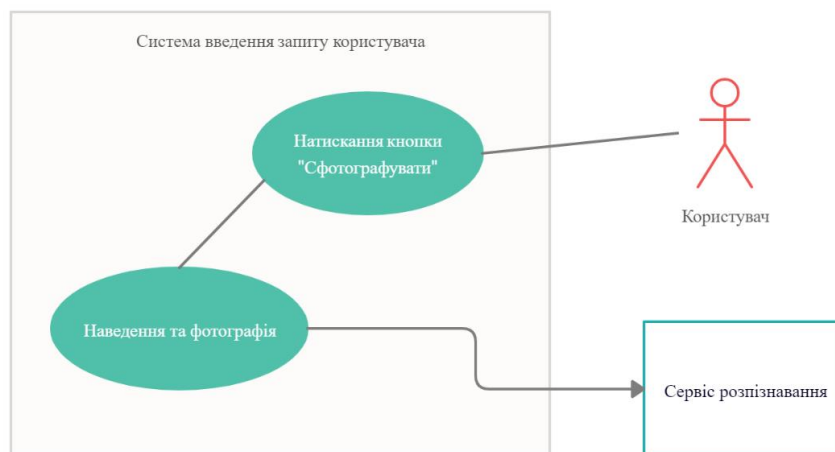 Система введення запиту користувача
Натискання кнопки
"Сфотографувати"
Користувач
Наведення та фотографія
Сервіс розпізнавання